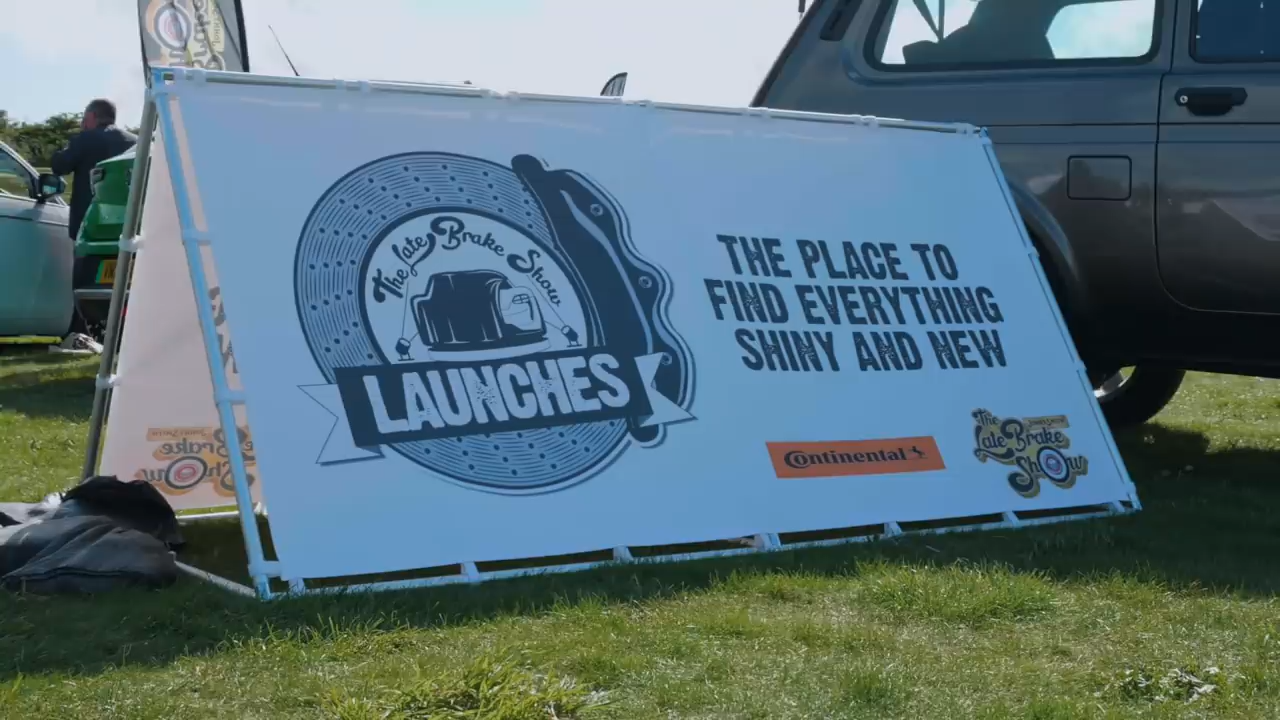 The Late Brake Show
LAUNCHES
THE PLACE TO
FIND EVERYTHING
SHINY AND NEW
Continental
The
Late Brake
Show